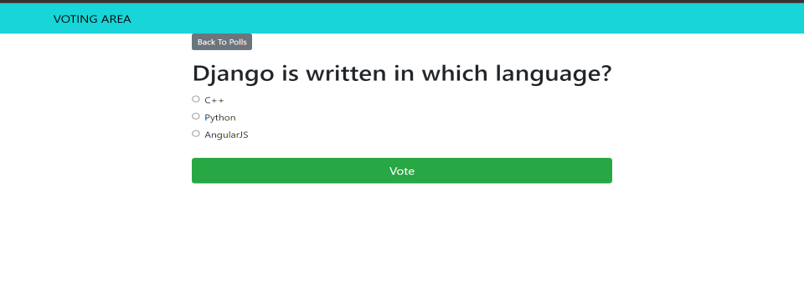 VOTING AREA
Back To Polls
Django is written in which language?
C++
Python
AngularJS
Vote